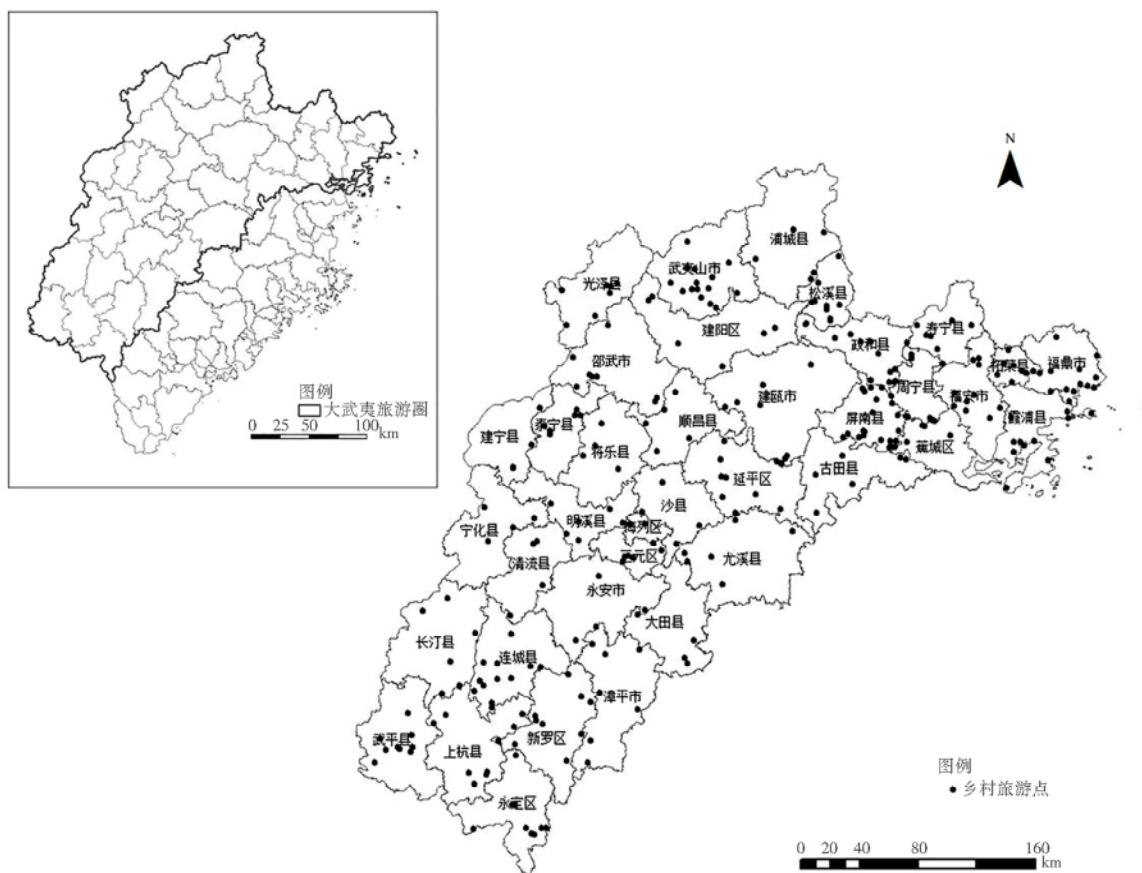 图例
大武夷旅游圈
0 25 50 100
km
N
浦城县
武夷山市
光泽县
松溪县
建阳区
政和县
寿宁县
邵武市
柘荣县
福鼎市
周宁县
建瓯市
福安市
顺昌县
屏南县
霞浦县
泰宁县
建宁县
蕉城区
将乐县
古田县
延平区
沙县
明溪县
梅列区
宁化县
三元区
尤溪县
清流县
永安市
大田县
长汀县
连城县
漳平市
武平县
新罗区
上杭县
图例
乡村旅游点
永定区
0 20 40 80 160
km